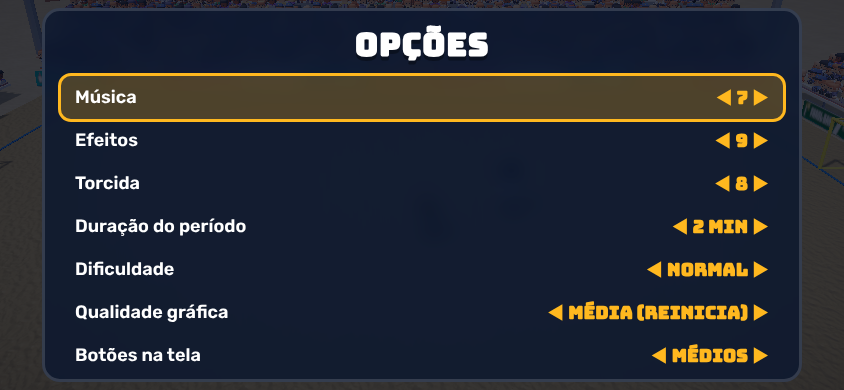 OPÇÕES
Música ◀ 7 ▶
Efeitos ◀ 9 ▶
Torcida ◀ 8 ▶
Duração do período ◀ 2 MIN ▶
Dificuldade ◀ NORMAL ▶
Qualidade gráfica ◀ MÉDIA (REINICIA) ▶
Botões na tela ◀ MÉDIOS ▶